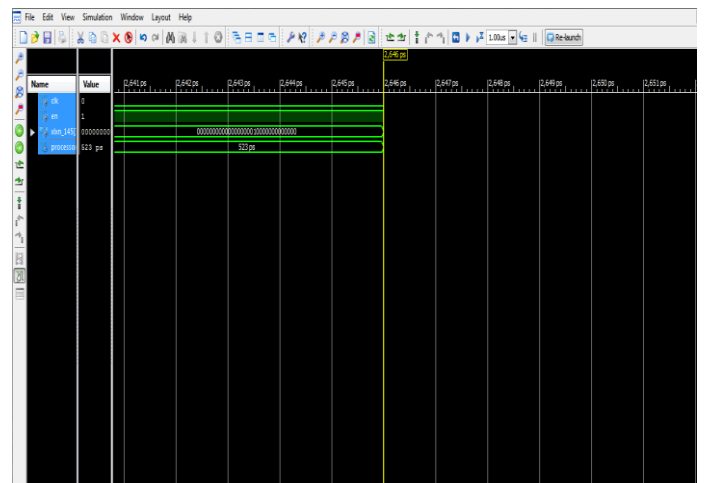 File Edit View Simulation Window Layout Help
1.00us Re-launch
2,646 ps
Name Value 2,641 ps 2,642 ps 2,643 ps 2,644 ps 2,645 ps 2,646 ps 2,647 ps 2,648 ps 2,649 ps 2,650 ps 2,651 ps
clk 0
en 1
00000000
523 ps 523 ps